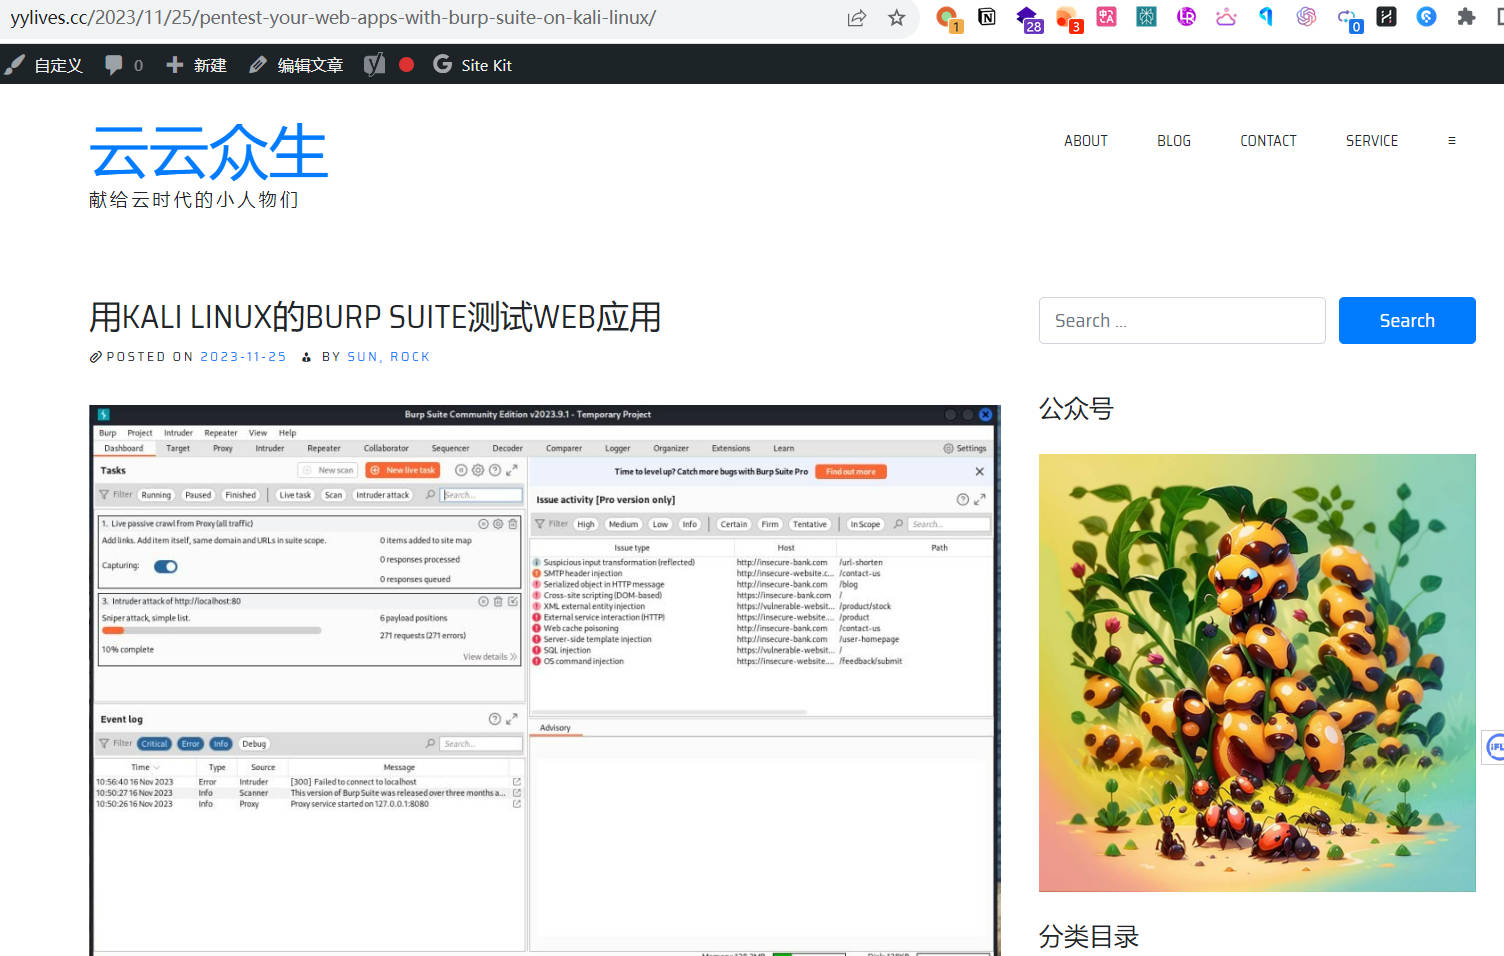 yylives.cc/2023/11/25/pentest-your-web-apps-with-burp-suite-on-kali-linux/
1
28
3
0
自定义
0
新建
编辑文章
Site Kit
云云众生
献给云时代的小人物们
ABOUT
BLOG
CONTACT
SERVICE
用KALI LINUX的BURP SUITE测试WEB应用
POSTED ON 2023-11-25 BY SUN, ROCK
Search ...
Search
公众号
Burp Suite Community Edition v2023.9.1 - Temporary Project
Burp Project Intruder Repeater View Help
Dashboard Target Proxy Intruder Repeater Collaborator Sequencer Decoder Comparer Logger Organizer Extensions Learn Settings
Tasks
New scan
New live task
Filter Running Paused Finished Live task Scan Intruder attack Search...
1. Live passive crawl from Proxy (all traffic)
Add links. Add item itself, same domain and URLs in suite scope.
0 items added to site map
Capturing:
0 responses processed
0 responses queued
3. Intruder attack of http://localhost:80
Sniper attack, simple list.
6 payload positions
271 requests (271 errors)
10% complete
View details
Event log
Filter Critical Error Info Debug Search...
Time Type Source Message
10:56:40 16 Nov 2023 Error Intruder [300] Failed to connect to localhost
10:50:27 16 Nov 2023 Info Scanner This version of Burp Suite was released over three months a...
10:50:26 16 Nov 2023 Info Proxy Proxy service started on 127.0.0.1:8080
Time to level up? Catch more bugs with Burp Suite Pro
Find out more
Issue activity [Pro version only]
Filter High Medium Low Info Certain Firm Tentative In Scope Search...
Issue type Host Path
Suspicious input transformation (reflected) http://insecure-bank.com /url-shorten
SMTP header injection http://insecure-website.c... /contact-us
Serialized object in HTTP message http://insecure-bank.com /blog
Cross-site scripting (DOM-based) https://insecure-bank.com /
XML external entity injection https://vulnerable-websit... /product/stock
External service interaction (HTTP) https://insecure-website.... /product
Web cache poisoning http://insecure-bank.com /contact-us
Server-side template injection http://insecure-bank.com /user-homepage
SQL injection https://vulnerable-websit... /
OS command injection https://insecure-website.... /feedback/submit
Advisory
分类目录